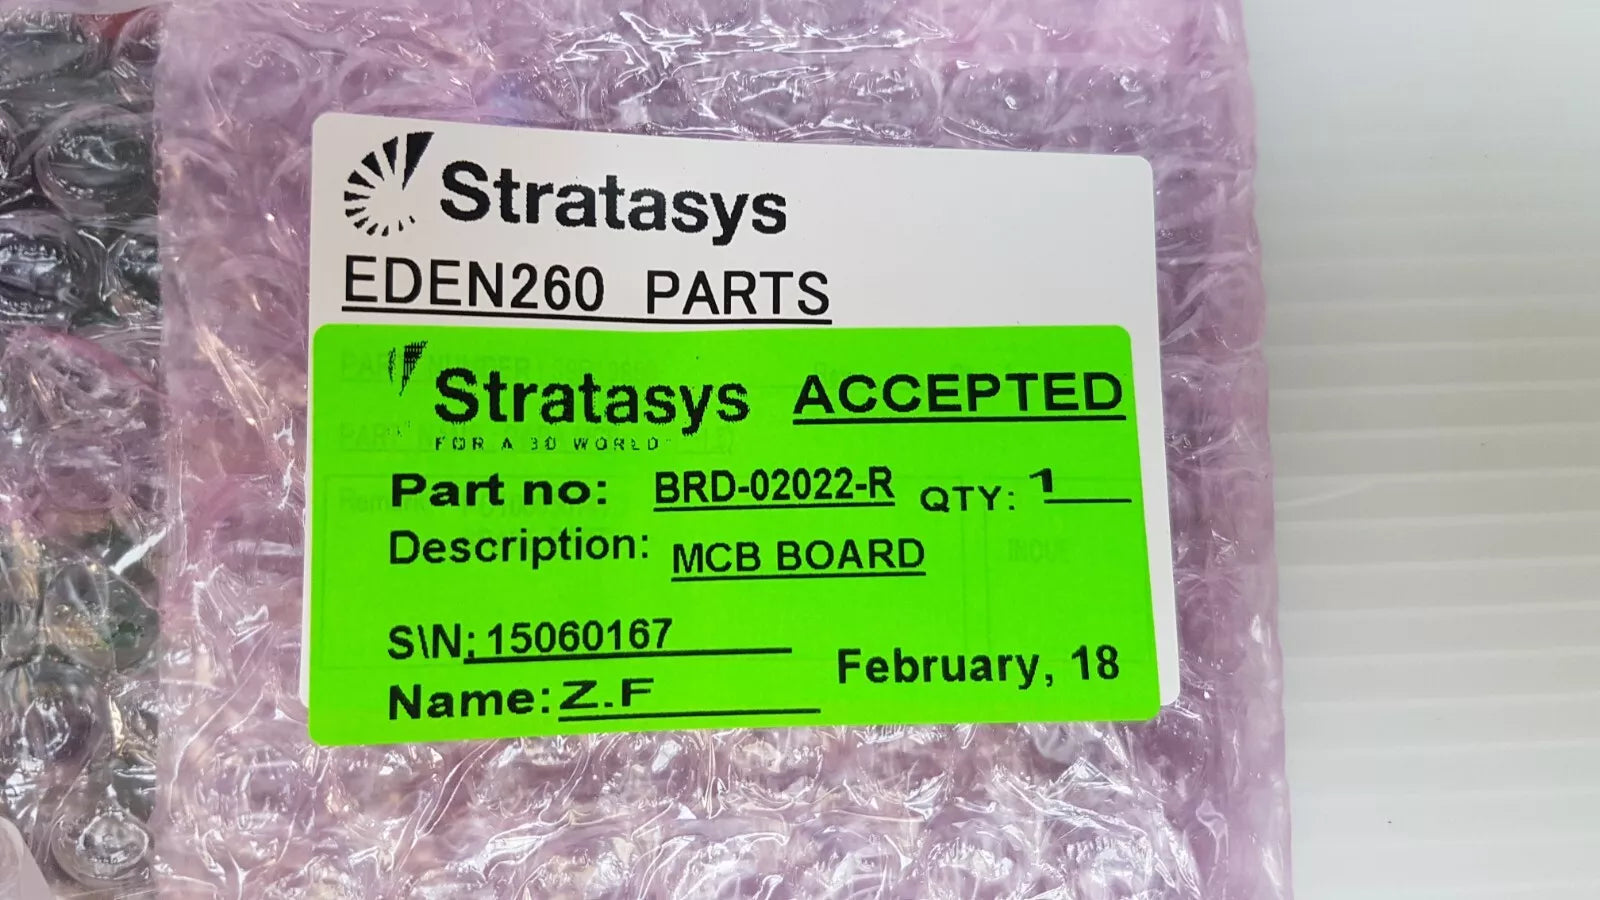 Stratasys
EDEN260 PARTS
Stratasys ACCEPTED
FOR A 3D WORLD
Part no: BRD-02022-R QTY: 1
Description: MCB BOARD
S\N: 15060167
February, 18
Name: Z.F